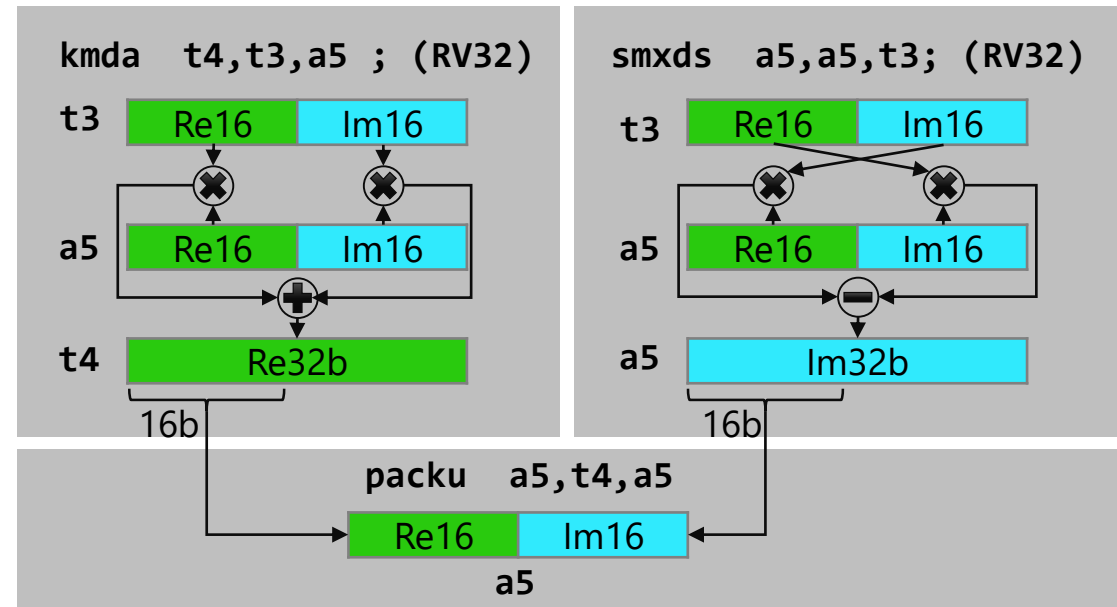 kmda t4,t3,a5 ; (RV32)
t3 Re16 Im16
a5 Re16 Im16
t4 Re32b
16b
smxds a5,a5,t3; (RV32)
t3 Re16 Im16
a5 Re16 Im16
a5 Im32b
16b
packu a5,t4,a5
Re16 Im16
a5